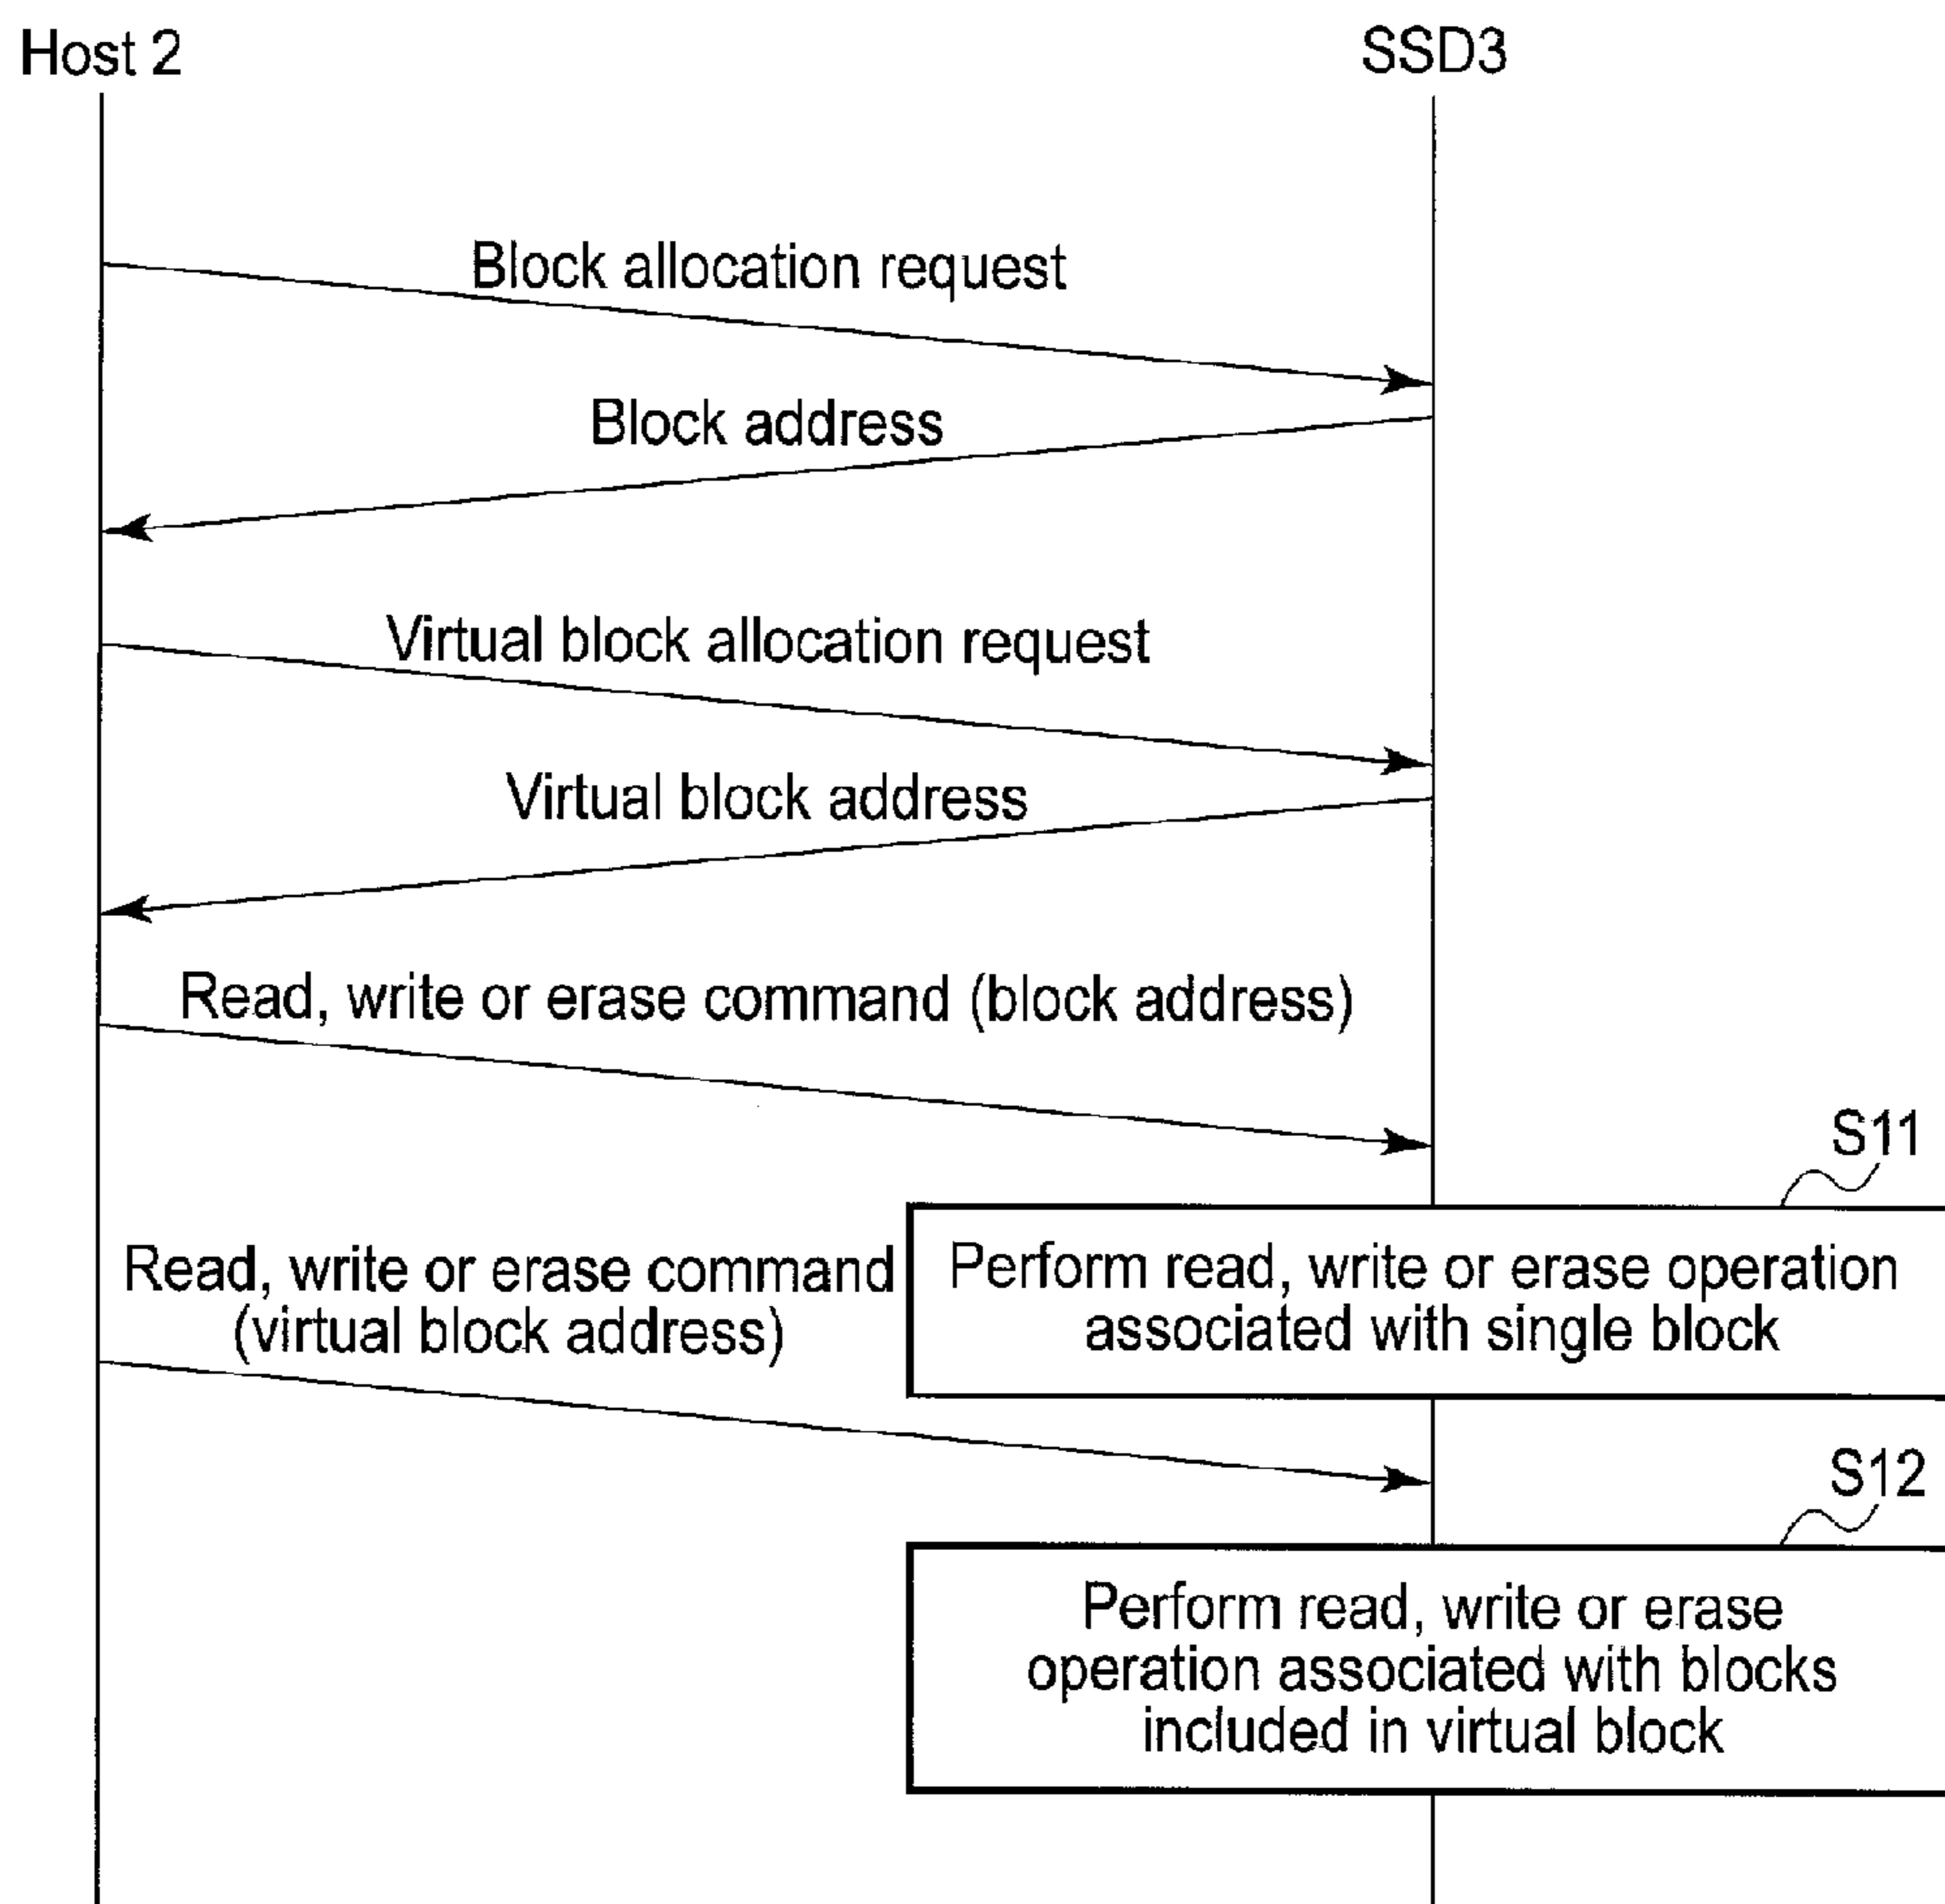 Host 2
SSD3
Block allocation request
Block address
Virtual block allocation request
Virtual block address
Read, write or erase command (block address)
S11
Read, write or erase command
(virtual block address)
Perform read, write or erase operation
associated with single block
S12
Perform read, write or erase
operation associated with blocks
included in virtual block